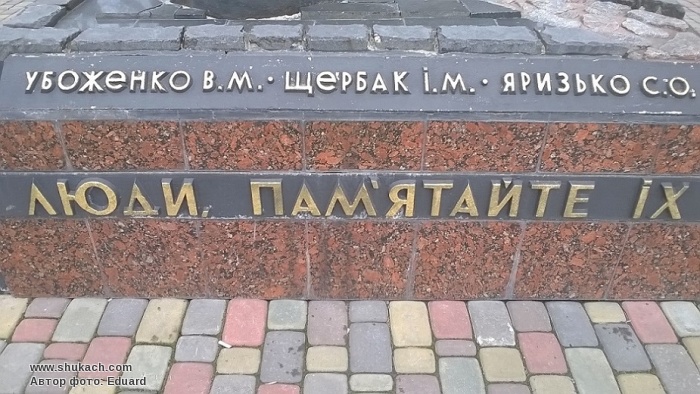 УБОЖЕНКО В.М. · ЩЕРБАК І.М. · ЯРИЗЬКО С.О.
ЛЮДИ, ПАМ'ЯТАЙТЕ ЇХ
www.shukach.com
Автор фото: Eduard